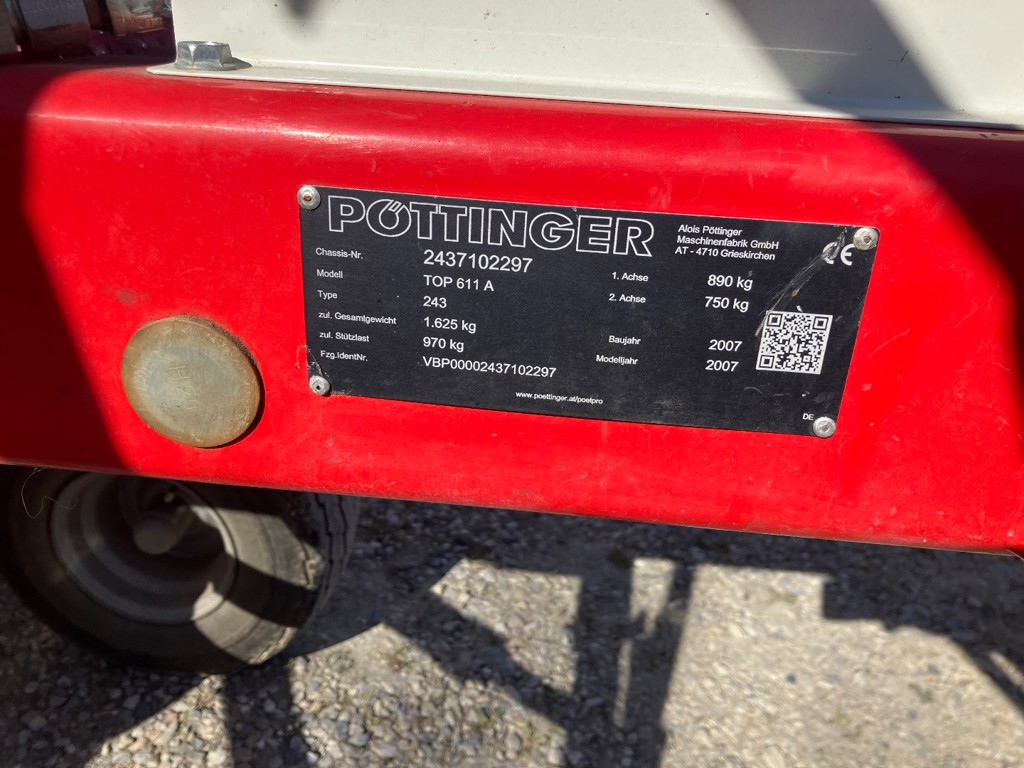 PÖTTINGER
Alois Pöttinger
Maschinenfabrik GmbH
AT - 4710 Grieskirchen
CE
Chassis-Nr. 2437102297
Modell TOP 611 A
Type 243
zul. Gesamtgewicht 1.625 kg
zul. Stützlast 970 kg
Fzg.IdentNr. VBP00002437102297
1. Achse 890 kg
2. Achse 750 kg
Baujahr 2007
Modelljahr 2007
www.poettinger.at/poetpro
DE